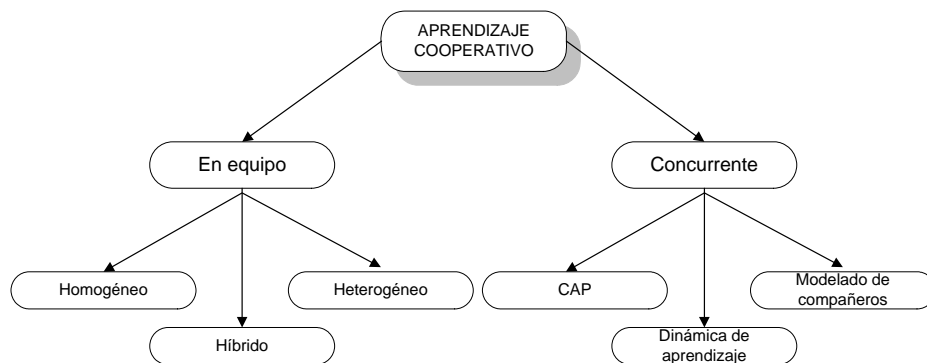 APRENDIZAJE
COOPERATIVO
En equipo
Concurrente
Homogéneo
Heterogéneo
CAP
Modelado de
compañeros
Híbrido
Dinámica de
aprendizaje